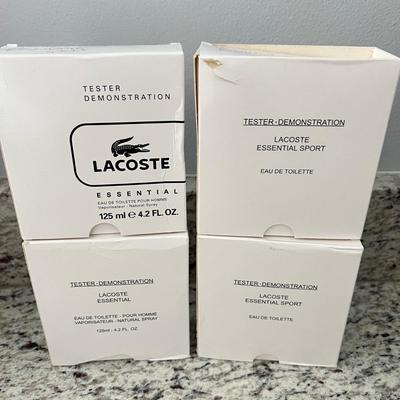 TESTER
DEMONSTRATION
LACOSTE
ESSENTIAL
EAU DE TOILETTE POUR HOMME
Vaporisateur - Natural Spray
125 ml e 4.2 FL. OZ.
TESTER-DEMONSTRATION
LACOSTE
ESSENTIAL SPORT
EAU DE TOILETTE
TESTER-DEMONSTRATION
LACOSTE
ESSENTIAL
EAU DE TOILETTE - POUR HOMME
VAPORISATEUR - NATURAL SPRAY
125ml - 4.2 FL. OZ.
TESTER-DEMONSTRATION
LACOSTE
ESSENTIAL SPORT
EAU DE TOILETTE